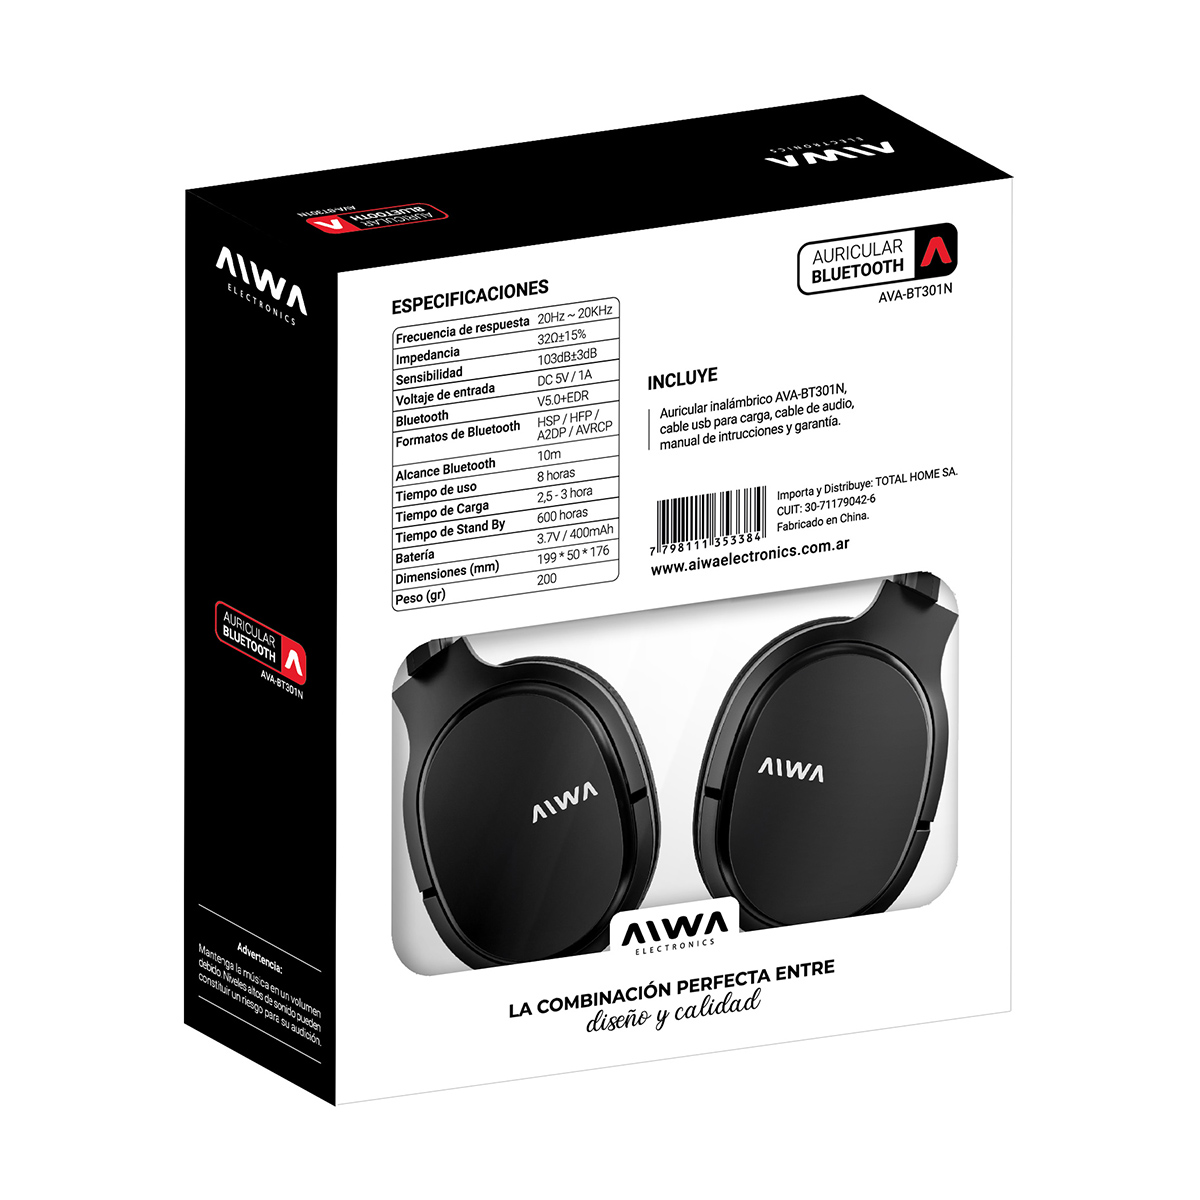 AIWA
ELECTRONICS
AURICULAR
BLUETOOTH
AVA-BT301N
AIWA
ELECTRONICS
AURICULAR
BLUETOOTH
AVA-BT301N
Advertencia:
Mantenga la música en un volumen
debido. Niveles altos de sonido pueden
constituir un riesgo para su audición.
AURICULAR
BLUETOOTH
AVA-BT301N
ESPECIFICACIONES
Frecuencia de respuesta 20Hz ~ 20KHz
Impedancia 32Ω±15%
Sensibilidad 103dB±3dB
Voltaje de entrada DC 5V / 1A
Bluetooth V5.0+EDR
Formatos de Bluetooth HSP / HFP /
A2DP / AVRCP
Alcance Bluetooth 10m
Tiempo de uso 8 horas
Tiempo de Carga 2,5 - 3 hora
Tiempo de Stand By 600 horas
Batería 3.7V / 400mAh
Dimensiones (mm) 199 * 50 * 176
Peso (gr) 200
INCLUYE
Auricular inalámbrico AVA-BT301N,
cable usb para carga, cable de audio,
manual de intrucciones y garantía.
7 798111 353384
Importa y Distribuye: TOTAL HOME SA.
CUIT: 30-71179042-6
Fabricado en China.
www.aiwaelectronics.com.ar
AIWA
AIWA
AIWA
ELECTRONICS
LA COMBINACIÓN PERFECTA ENTRE
diseño y calidad